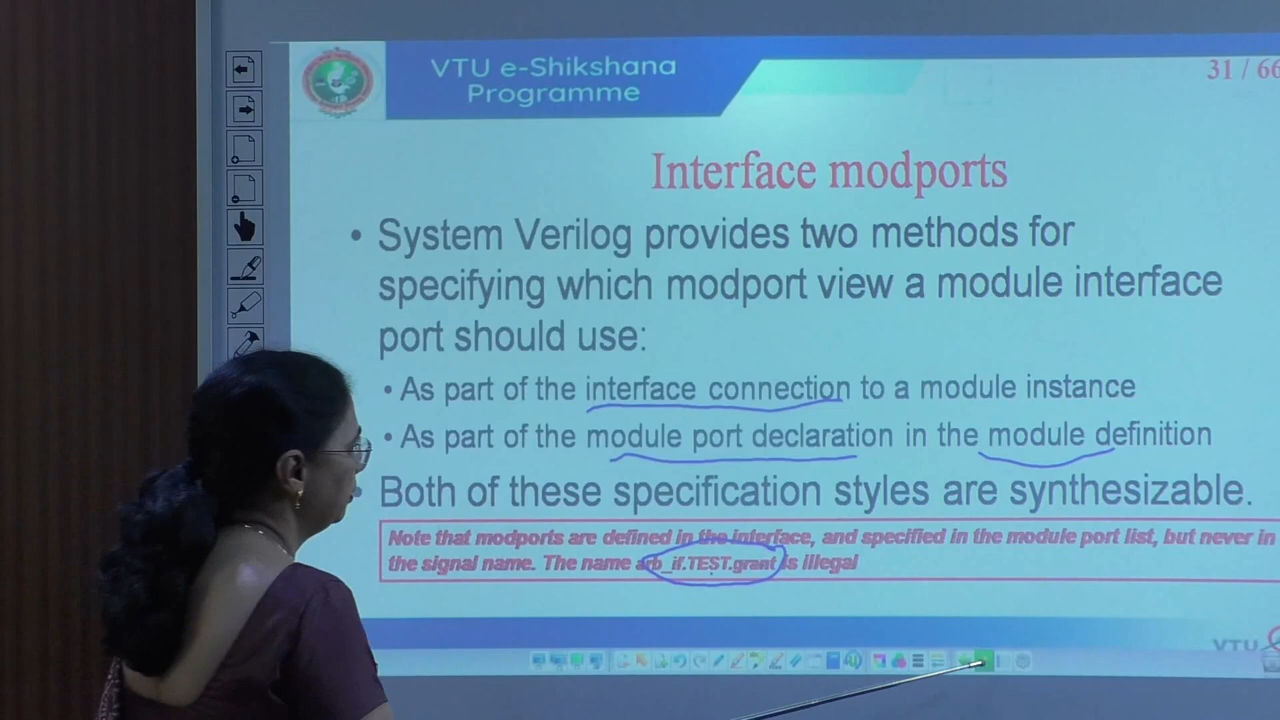 VTU e-Shikshana
Programme
31 / 66
Interface modports
• System Verilog provides two methods for
specifying which modport view a module interface
port should use:
• As part of the interface connection to a module instance
• As part of the module port declaration in the module definition
• Both of these specification styles are synthesizable.
Note that modports are defined in the interface, and specified in the module port list, but never in
the signal name. The name arb_if.TEST.grant is illegal
VTU